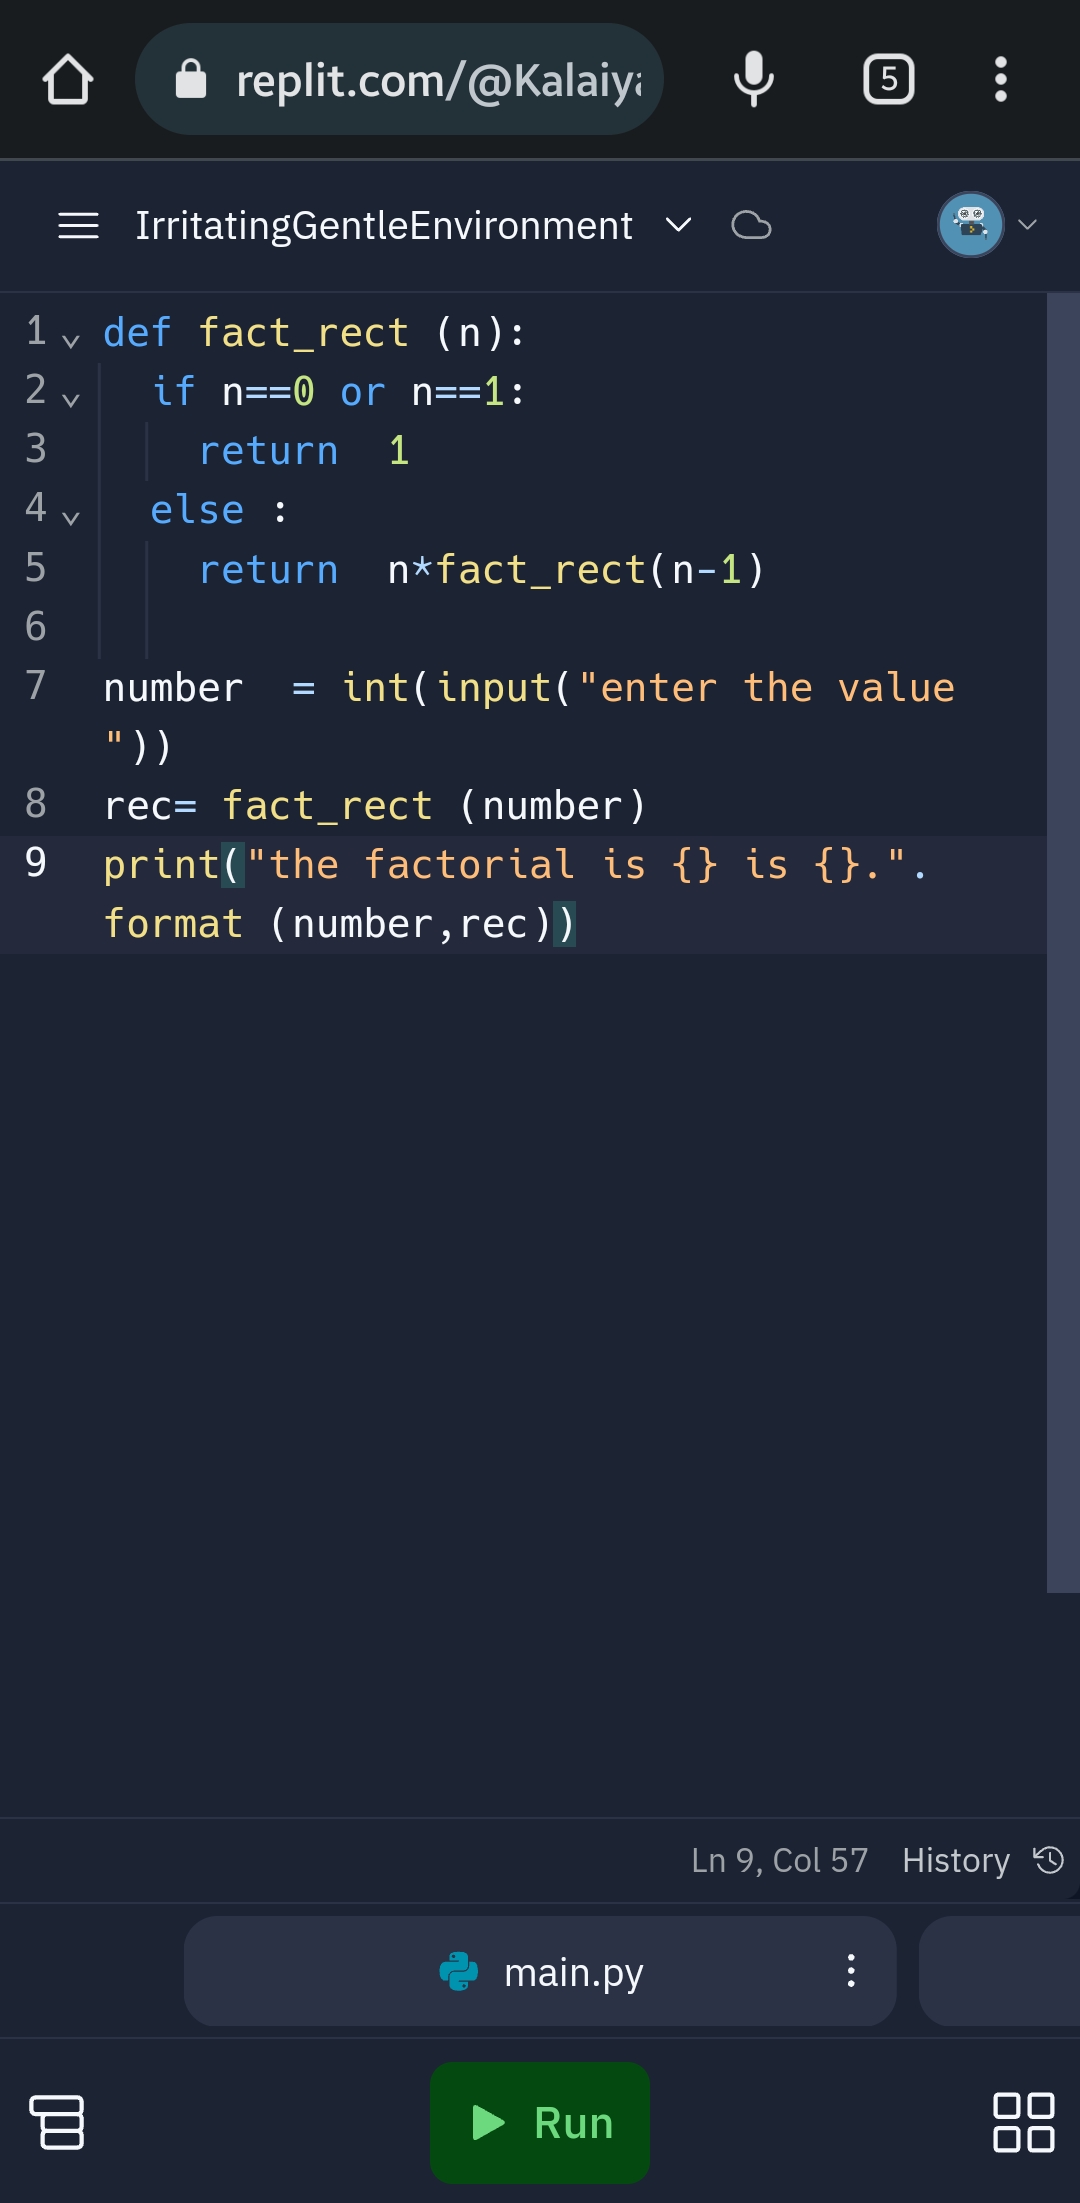 replit.com/@Kalaiya
5
IrritatingGentleEnvironment
1 def fact_rect (n):
2   if n==0 or n==1:
3     return  1
4   else :
5     return  n*fact_rect(n-1)
6
7 number  = int(input("enter the value
"))
8 rec= fact_rect (number)
9 print("the factorial is {} is {}.".
format (number,rec))
Ln 9, Col 57 History
main.py
Run